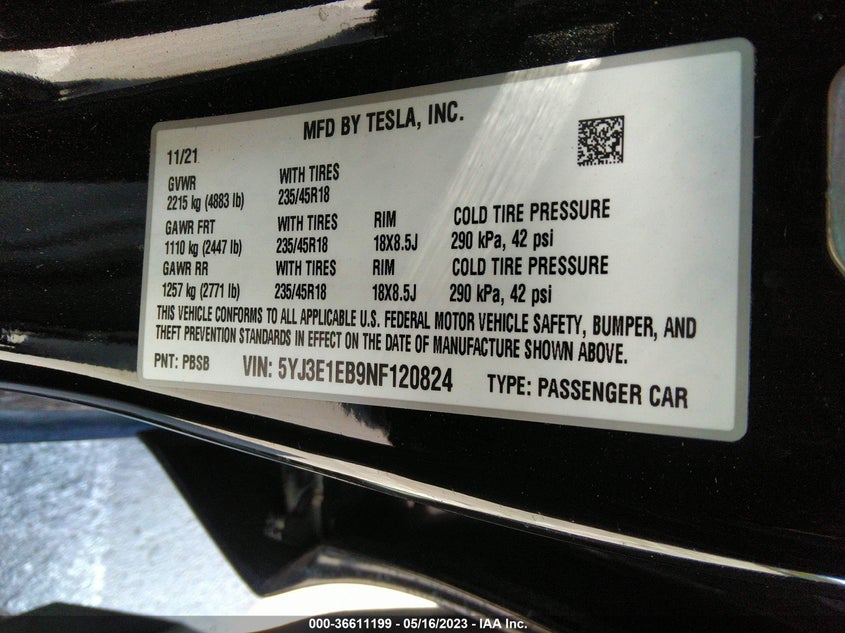 MFD BY TESLA, INC.
11/21
GVWR WITH TIRES
2215 kg (4883 lb) 235/45R18
GAWR FRT WITH TIRES RIM COLD TIRE PRESSURE
1110 kg (2447 lb) 235/45R18 18X8.5J 290 kPa, 42 psi
GAWR RR WITH TIRES RIM COLD TIRE PRESSURE
1257 kg (2771 lb) 235/45R18 18X8.5J 290 kPa, 42 psi
THIS VEHICLE CONFORMS TO ALL APPLICABLE U.S. FEDERAL MOTOR VEHICLE SAFETY, BUMPER, AND
THEFT PREVENTION STANDARDS IN EFFECT ON THE DATE OF MANUFACTURE SHOWN ABOVE.
PNT: PBSB VIN: 5YJ3E1EB9NF120824 TYPE: PASSENGER CAR
000-36611199 - 05/16/2023 - IAA Inc.